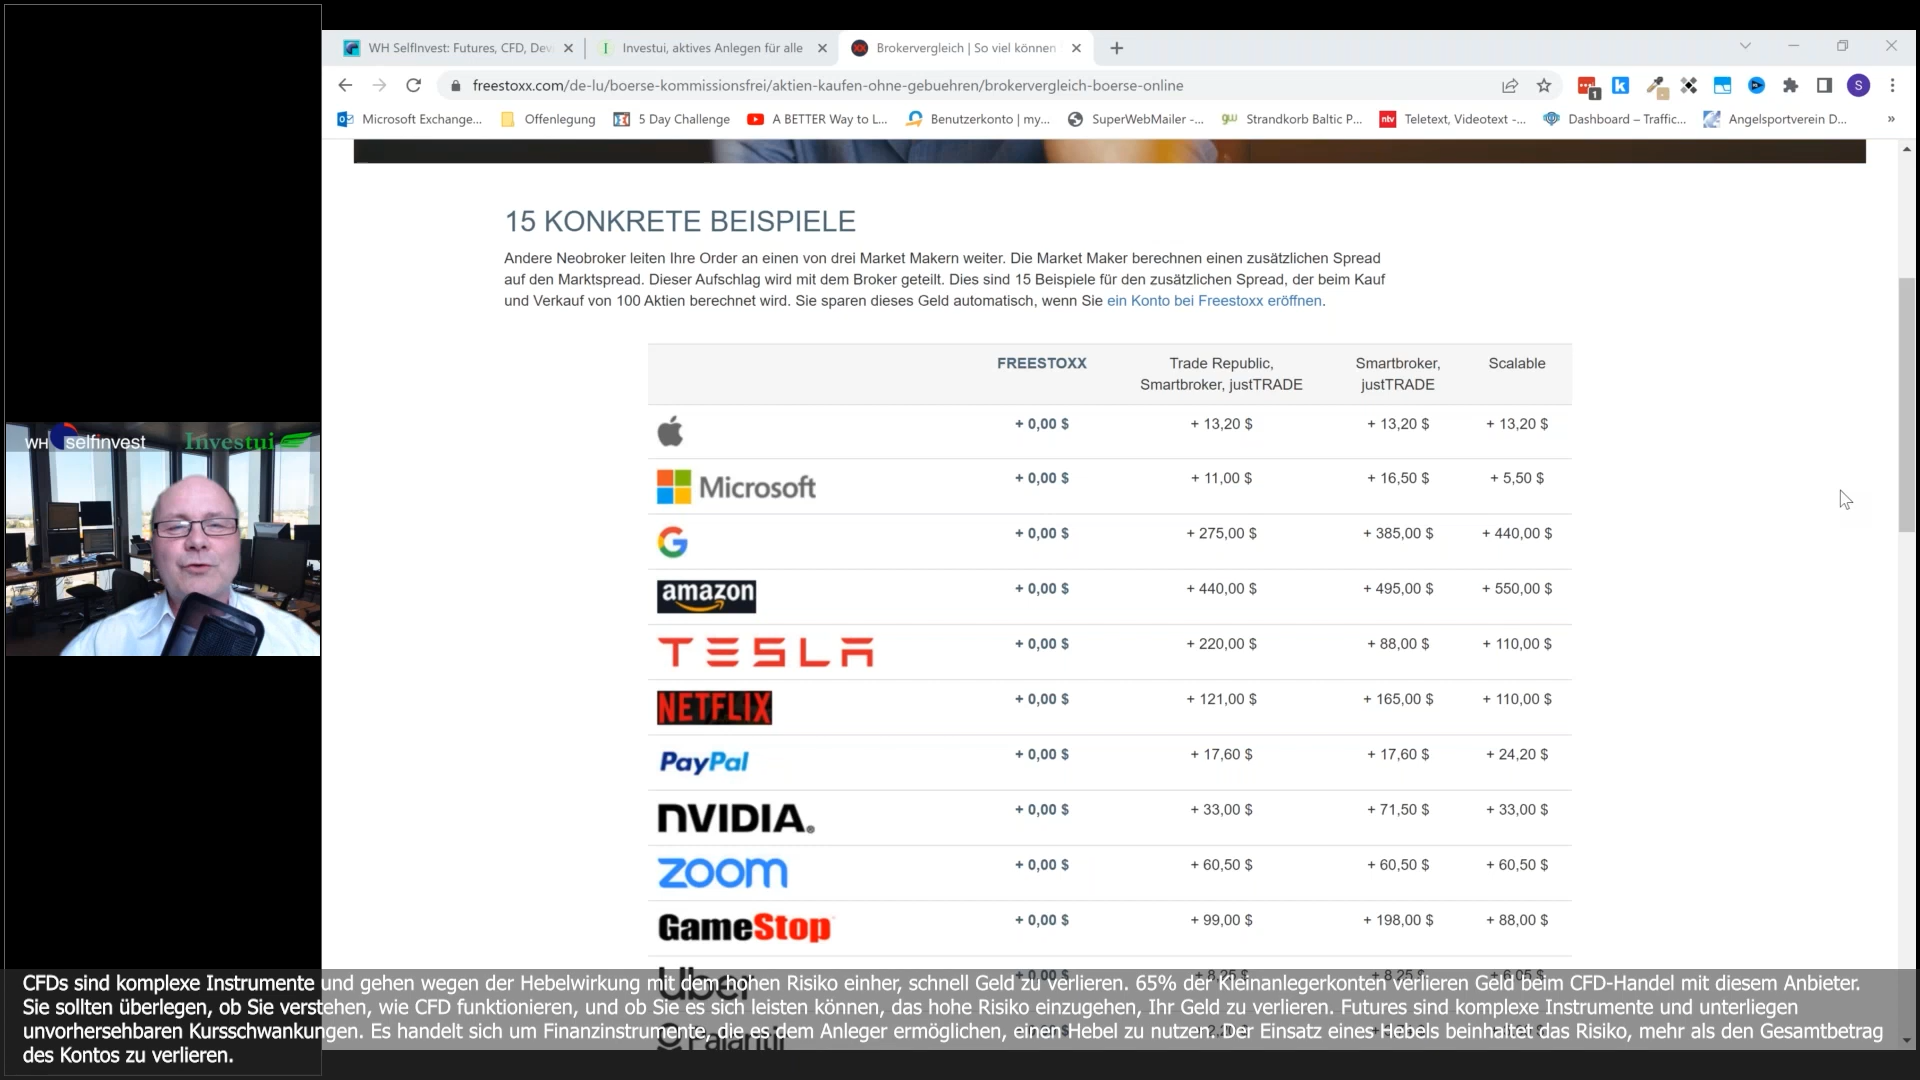 WH SelfInvest: Futures, CFD, Dev
Investui, aktives Anlegen für alle
Brokervergleich | So viel können
freestoxx.com/de-lu/boerse-kommissionsfrei/aktien-kaufen-ohne-gebuehren/brokervergleich-boerse-online
1
S
Microsoft Exchange...
Offenlegung
5 Day Challenge
A BETTER Way to L...
Benutzerkonto | my...
SuperWebMailer -...
Strandkorb Baltic P...
ntv
Teletext, Videotext -...
Dashboard – Traffic...
Angelsportverein D...
»
15 KONKRETE BEISPIELE
Andere Neobroker leiten Ihre Order an einen von drei Market Makern weiter. Die Market Maker berechnen einen zusätzlichen Spread
auf den Marktspread. Dieser Aufschlag wird mit dem Broker geteilt. Dies sind 15 Beispiele für den zusätzlichen Spread, der beim Kauf
und Verkauf von 100 Aktien berechnet wird. Sie sparen dieses Geld automatisch, wenn Sie ein Konto bei Freestoxx eröffnen.
FREESTOXX Trade Republic, Smartbroker, Scalable
Smartbroker, justTRADE justTRADE
+ 0,00 $ + 13,20 $ + 13,20 $ + 13,20 $
WH selfinvest Investui
Microsoft + 0,00 $ + 11,00 $ + 16,50 $ + 5,50 $
G + 0,00 $ + 275,00 $ + 385,00 $ + 440,00 $
amazon + 0,00 $ + 440,00 $ + 495,00 $ + 550,00 $
TESLA + 0,00 $ + 220,00 $ + 88,00 $ + 110,00 $
NETFLIX + 0,00 $ + 121,00 $ + 165,00 $ + 110,00 $
PayPal + 0,00 $ + 17,60 $ + 17,60 $ + 24,20 $
NVIDIA. + 0,00 $ + 33,00 $ + 71,50 $ + 33,00 $
zoom + 0,00 $ + 60,50 $ + 60,50 $ + 60,50 $
GameStop + 0,00 $ + 99,00 $ + 198,00 $ + 88,00 $
Uber + 0,00 $ + 8,25 $ + 8,25 $ + 6,05 $
CFDs sind komplexe Instrumente und gehen wegen der Hebelwirkung mit dem hohen Risiko einher, schnell Geld zu verlieren. 65% der Kleinanlegerkonten verlieren Geld beim CFD-Handel mit diesem Anbieter.
Sie sollten überlegen, ob Sie verstehen, wie CFD funktionieren, und ob Sie es sich leisten können, das hohe Risiko einzugehen, Ihr Geld zu verlieren. Futures sind komplexe Instrumente und unterliegen
unvorhersehbaren Kursschwankungen. Es handelt sich um Finanzinstrumente, die es dem Anleger ermöglichen, einen Hebel zu nutzen. Der Einsatz eines Hebels beinhaltet das Risiko, mehr als den Gesamtbetrag
des Kontos zu verlieren.